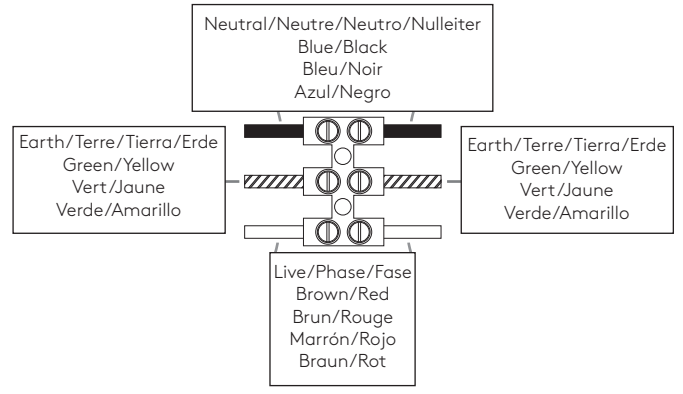 Neutral/Neutre/Neutro/Nulleiter
Blue/Black
Bleu/Noir
Azul/Negro
Earth/Terre/Tierra/Erde
Green/Yellow
Vert/Jaune
Verde/Amarillo
Earth/Terre/Tierra/Erde
Green/Yellow
Vert/Jaune
Verde/Amarillo
Live/Phase/Fase
Brown/Red
Brun/Rouge
Marrón/Rojo
Braun/Rot